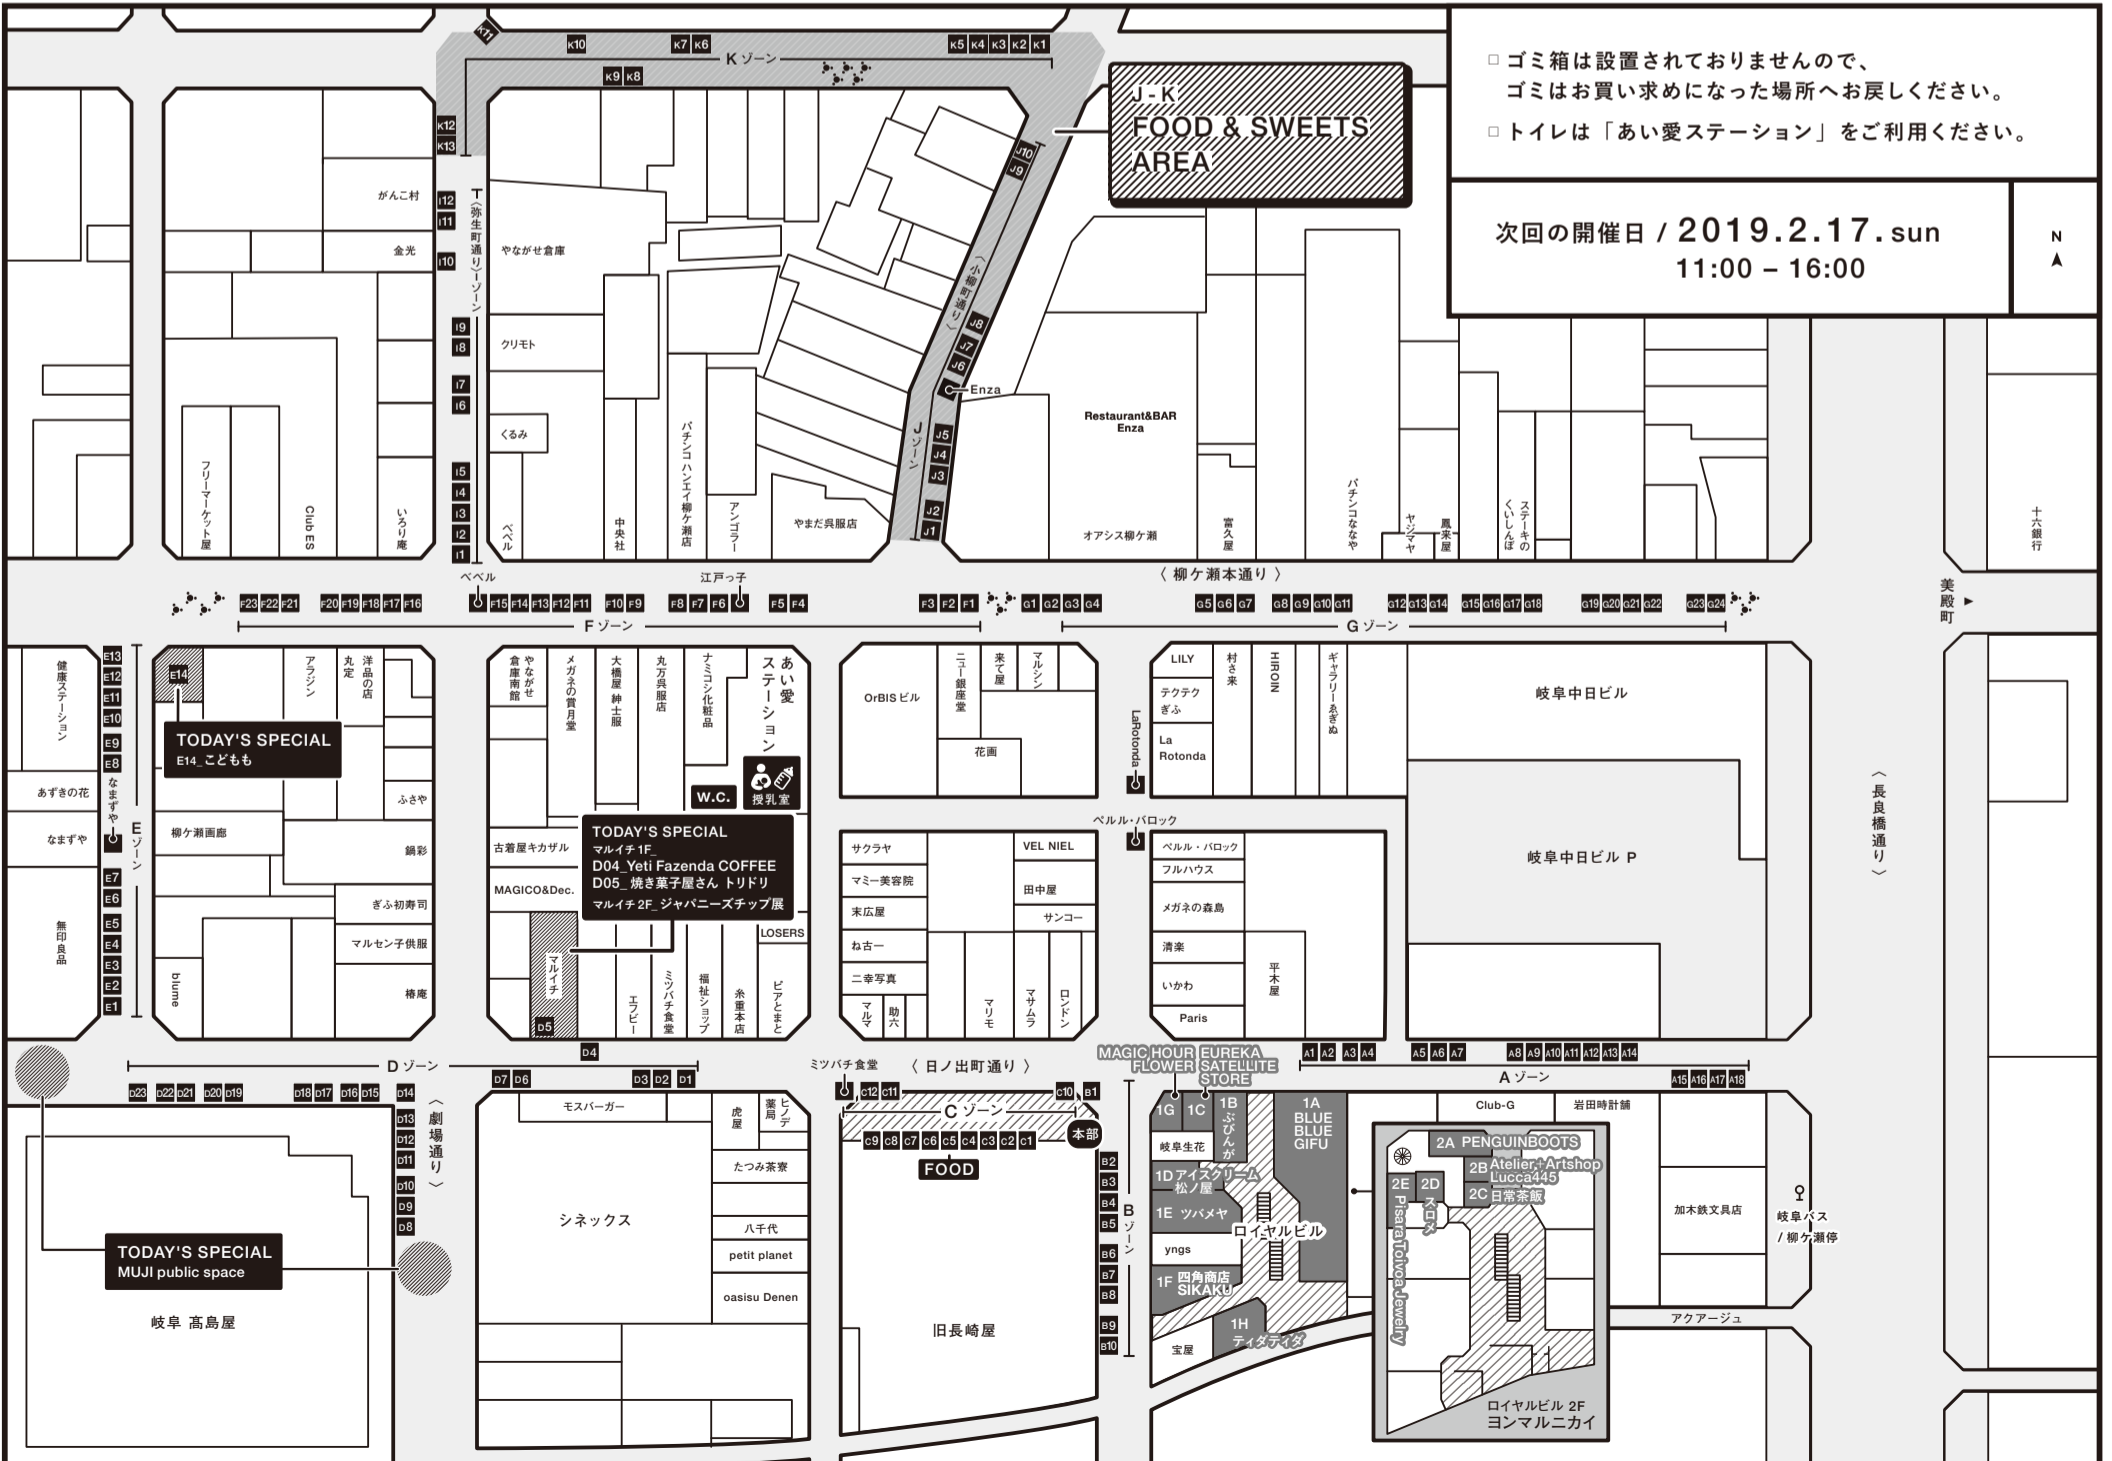 □ ゴミ箱は設置されておりませんので、
ゴミはお買い求めになった場所へお戻しください。
□ トイレは「あい愛ステーション」をご利用ください。
次回の開催日 / 2019.2.17.sun
11:00 – 16:00
N
J-K
FOOD & SWEETS
AREA
K11
K10
K7 K6
K5 K4 K3 K2 K1
K ゾーン
K9 K8
K12
K13
がんこ村
金光
I12
I11
I10
I9
I8
I7
I6
I5
I4
I3
I2
I1
〈弥生町通り〉 Iゾーン
やながせ倉庫
クリモト
くるみ
ベベル
中央社
パチンコ ハンエイ柳ケ瀬店
アンゴラー
やまだ呉服店
フリーマーケット屋
Club ES
いろり庵
J10
J9
〈小柳町通り〉
J8
J7
J6
Enza
J5
J4
J3
J2
J1
J ゾーン
Restaurant&BAR
Enza
オアシス柳ケ瀬
富久屋
パチンコななや
ヤジマヤ
鳳来屋
ステーキの
くいしんぼ
十六銀行
〈 柳ケ瀬本通り 〉
美殿町
ベベル
江戸っ子
F23 F22 F21 F20 F19 F18 F17 F16 F15 F14 F13 F12 F11 F10 F9 F8 F7 F6 F5 F4 F3 F2 F1
F ゾーン
G1 G2 G3 G4 G5 G6 G7 G8 G9 G10 G11 G12 G13 G14 G15 G16 G17 G18 G19 G20 G21 G22 G23 G24
G ゾーン
健康ステーション
あずきの花
なまずや
無印良品
E13
E12
E11
E10
E9
E8
なまずや
E7
E6
E5
E4
E3
E2
E1
E ゾーン
E14
TODAY'S SPECIAL
E14_こどもも
アラジン
丸定
洋品の店
ふさや
柳ケ瀬画廊
鍋彩
ぎふ初寿司
マルセン子供服
椿庵
blume
やながせ
倉庫南館
メガネの賞月堂
大橋屋 紳士服
丸万呉服店
ナミコシ化粧品
あい愛
ステーション
W.C.
授乳室
古着屋キカザル
MAGICO&Dec.
TODAY'S SPECIAL
マルイチ 1F_
D04_Yeti Fazenda COFFEE
D05_ 焼き菓子屋さん トリドリ
マルイチ 2F_ ジャパニーズチップ展
マルイチ
D5
エラビー
ミツバチ食堂
福祉ショップ
糸重本店
LOSERS
ピアとまと
OrBIS ビル
ニュー銀座堂
来て屋
マルシン
花画
サクラヤ
マミー美容院
末広屋
ね古一
二幸写真
マルマ
助六
マリモ
VEL NIEL
田中屋
サンコー
マサムラ
ロンドン
LaRotonda
ペルル・バロック
LILY
テクテク
ぎふ
La
Rotonda
村さ来
HIROIN
ギャラリーゑぎぬ
岐阜中日ビル
岐阜中日ビル P
〈長良橋通り〉
ペルル・バロック
フルハウス
メガネの森島
清楽
いかわ
Paris
平木屋
D ゾーン
D4
D7 D6
D3 D2 D1
D23 D22 D21 D20 D19 D18 D17 D16 D15 D14
D13
D12
D11
D10
D9
D8
〈劇場通り〉
ミツバチ食堂
〈 日ノ出町通り 〉
C12 C11
C10
B1
C ゾーン
C9 C8 C7 C6 C5 C4 C3 C2 C1
FOOD
本部
B2
B3
B4
B5
B6
B7
B8
B9
B10
B ゾーン
A1 A2 A3 A4 A5 A6 A7 A8 A9 A10 A11 A12 A13 A14
A ゾーン
A15 A16 A17 A18
TODAY'S SPECIAL
MUJI public space
岐阜 髙島屋
モスバーガー
虎屋
ヒノデ
薬局
たつみ茶寮
シネックス
八千代
petit planet
oasisu Denen
旧長崎屋
MAGIC HOUR
FLOWER
EUREKA
SATELLITE
STORE
1G
1C
1B
ぶびんが
1A
BLUE
BLUE
GIFU
岐阜生花
1D アイスクリーム
松ノ屋
1E ツバメヤ
ロイヤルビル
yngs
1F 四角商店
SIKAKU
1H
ティダティダ
宝屋
Club-G
岩田時計舗
2A PENGUINBOOTS
2B Atelier+Artshop
Lucca445
2C 日常茶飯
2D
スロメ
2E
Pisara Toivoa Jewelry
ロイヤルビル 2F
ヨンマルニカイ
加木鉄文具店
岐阜バス
/ 柳ケ瀬停
アクアージュ